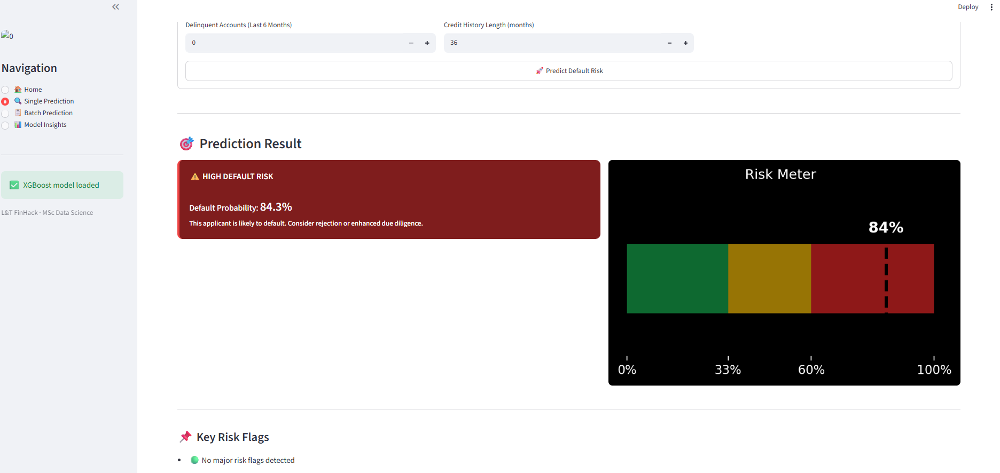 Deploy
0
Navigation
Home
Single Prediction
Batch Prediction
Model Insights
XGBoost model loaded
L&T FinHack · MSc Data Science
Delinquent Accounts (Last 6 Months)
0
Credit History Length (months)
36
Predict Default Risk
Prediction Result
HIGH DEFAULT RISK
Default Probability: 84.3%
This applicant is likely to default. Consider rejection or enhanced due diligence.
Risk Meter
84%
0% 33% 60% 100%
Key Risk Flags
No major risk flags detected